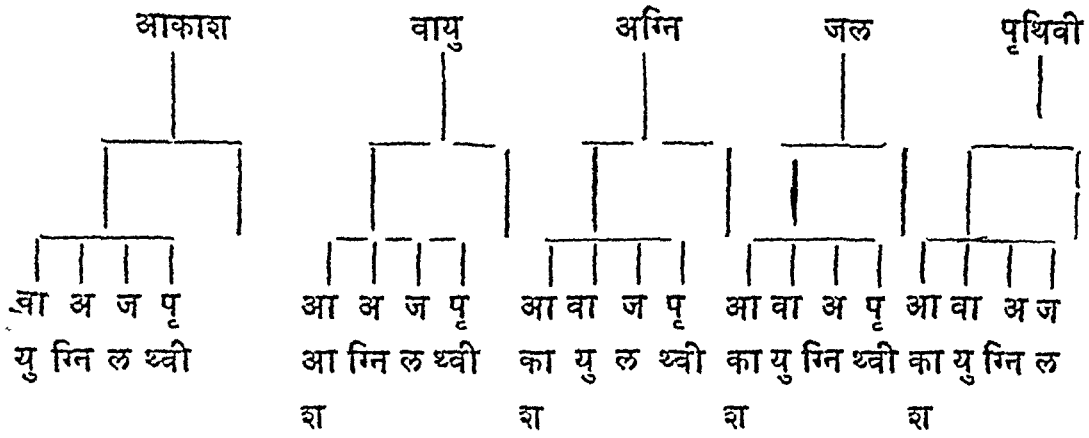 आकाश वायु अग्नि जल पृथिवी
वा अ ज पृ आ अ ज पृ आ वा ज पृ आ वा अ पृ आ वा अ ज
यु ग्नि ल थ्वी आ ग्नि ल थ्वी का यु ल थ्वी का यु ग्नि थ्वी का यु ग्नि ल
श श श श